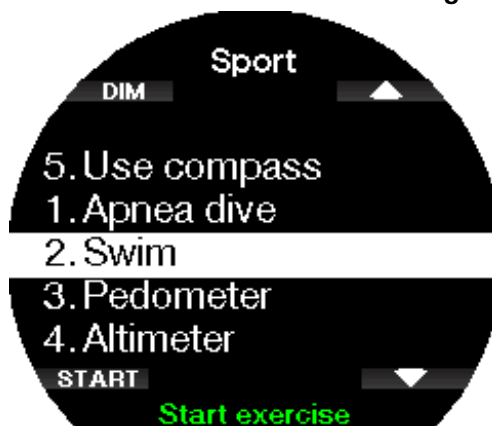 Sport
DIM
5. Use compass
1. Apnea dive
2. Swim
3. Pedometer
4. Altimeter
START
Start exercise